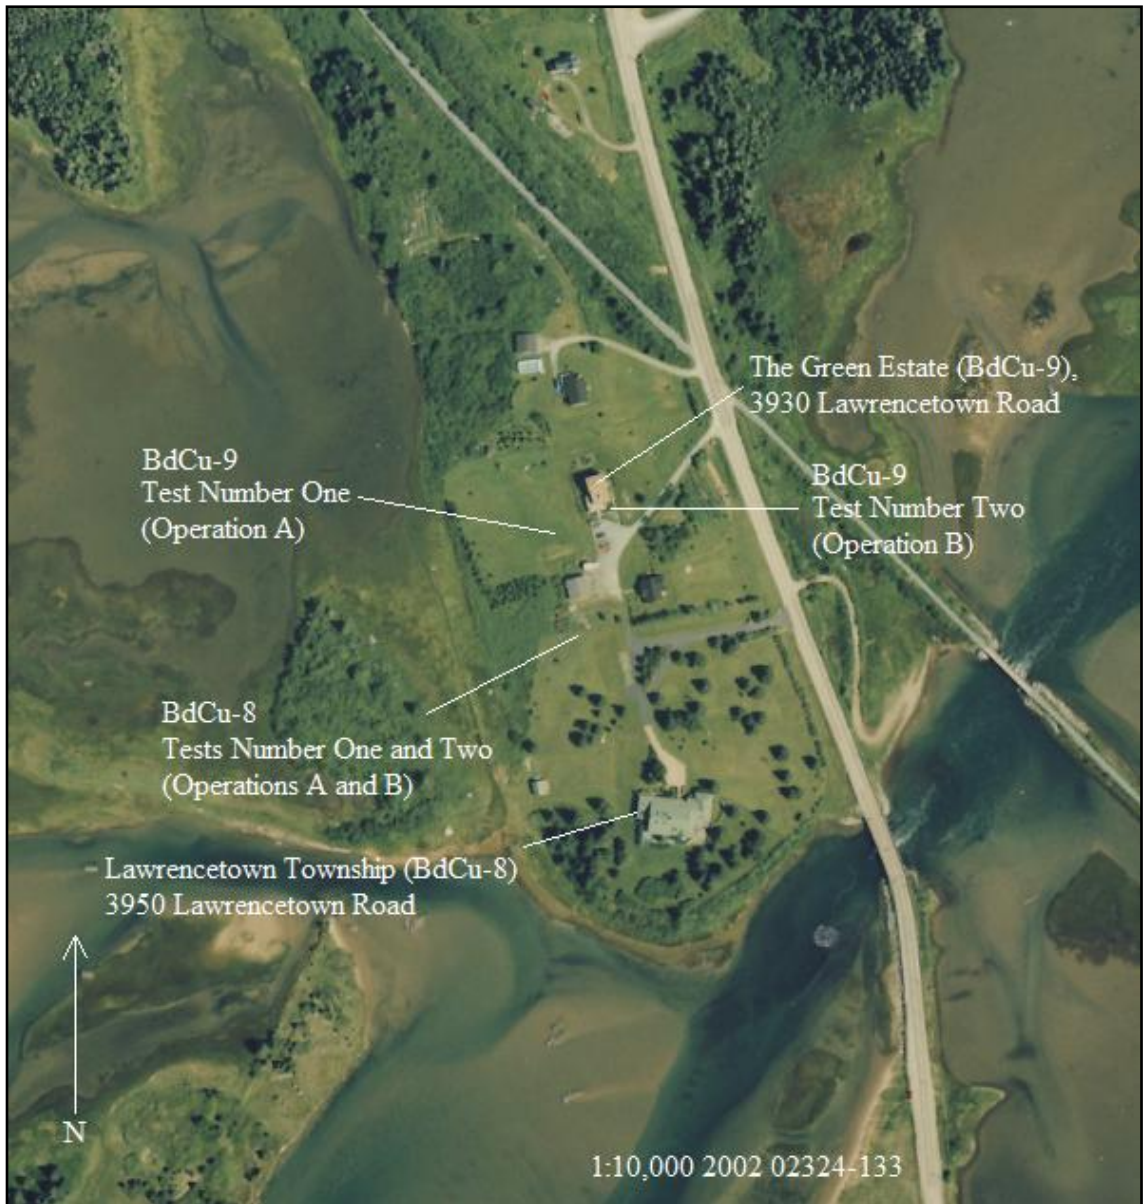 The Green Estate (BdCu-9),
3930 Lawrencetown Road
BdCu-9
Test Number One
(Operation A)
BdCu-9
Test Number Two
(Operation B)
BdCu-8
Tests Number One and Two
(Operations A and B)
Lawrencetown Township (BdCu-8)
3950 Lawrencetown Road
N
1:10,000 2002 02324-133